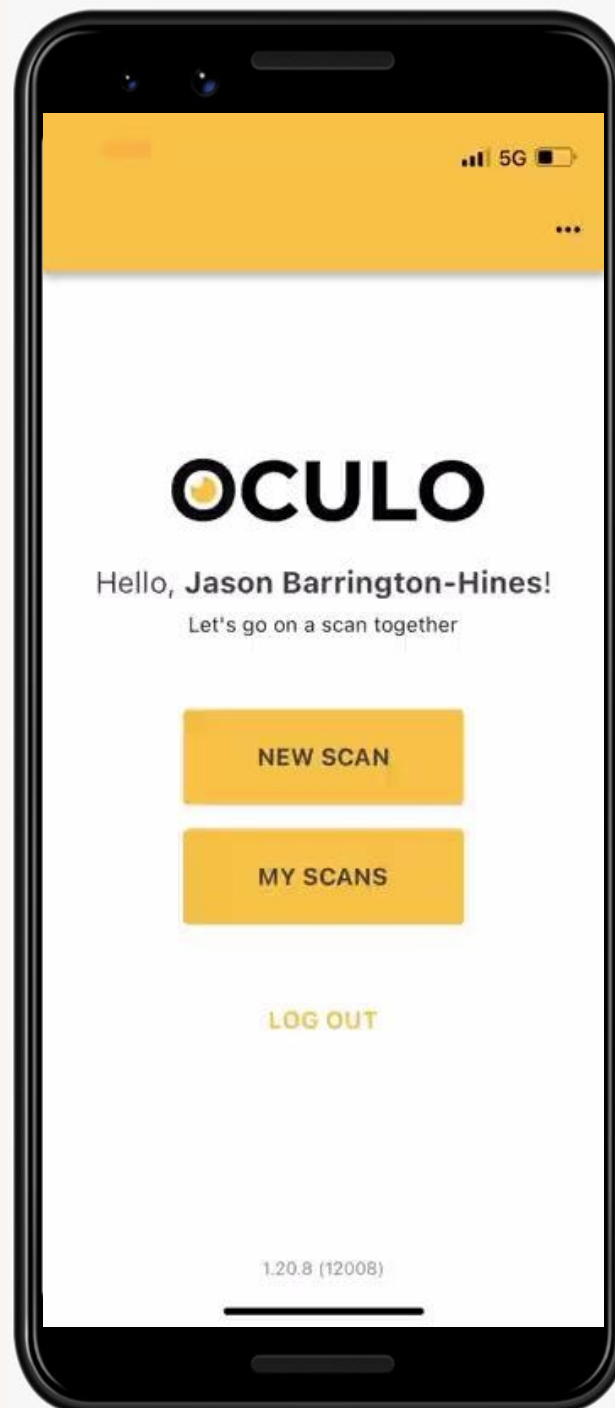 5G
OCULO
Hello, Jason Barrington-Hines!
Let's go on a scan together
NEW SCAN
MY SCANS
LOG OUT
1.20.8 (12008)